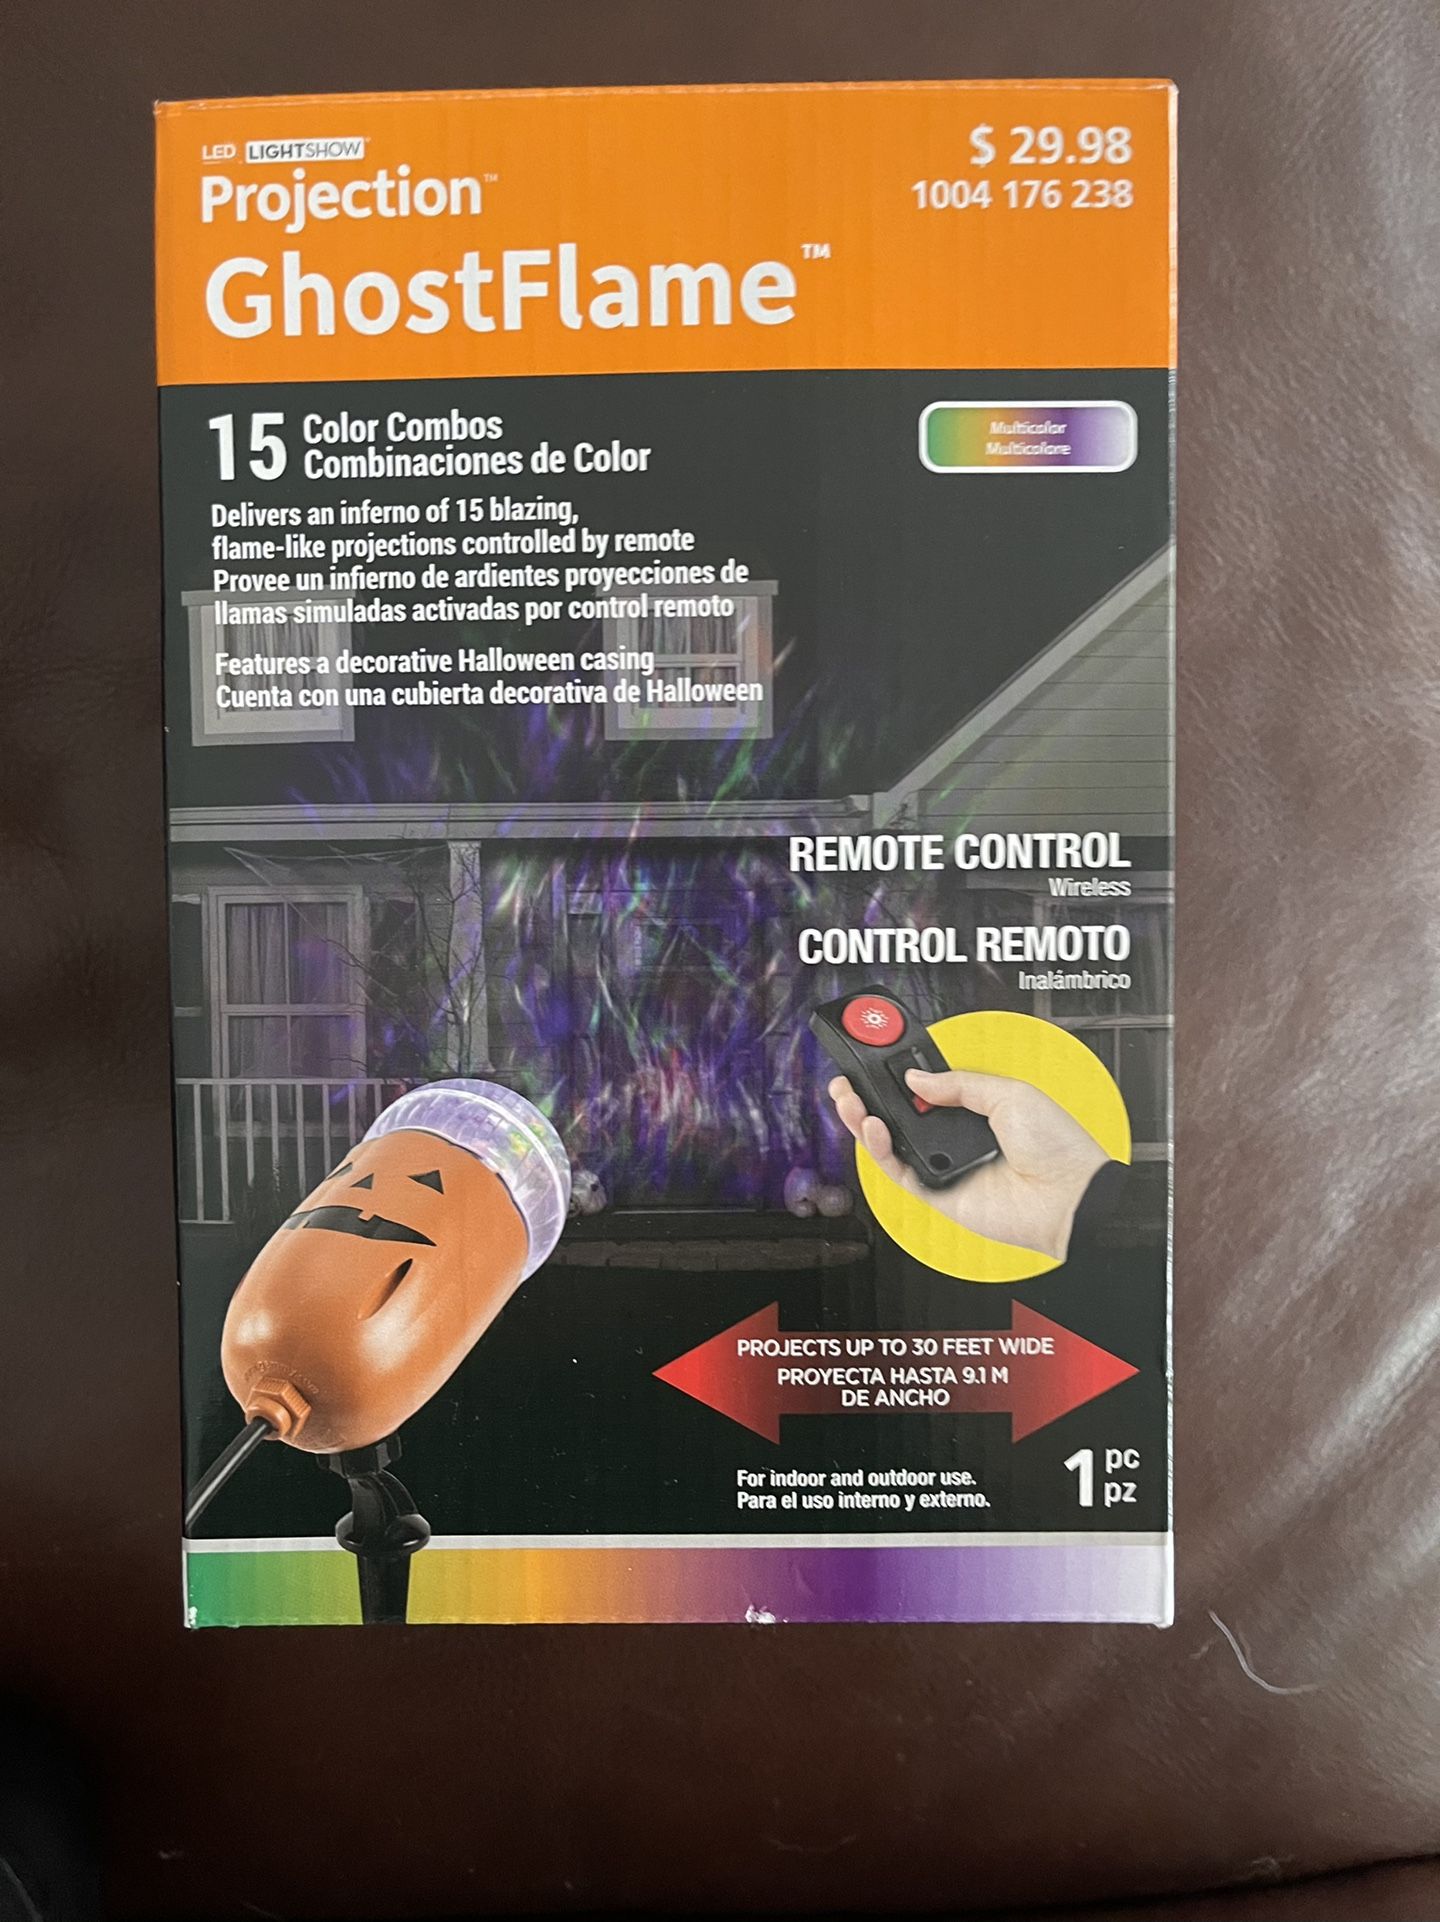 LED LIGHTSHOW
Projection™
GhostFlame™
$ 29.98
1004 176 238
15 Color Combos
Combinaciones de Color
Multicolor
Multicolore
Delivers an inferno of 15 blazing,
flame-like projections controlled by remote
Provee un infierno de ardientes proyecciones de
llamas simuladas activadas por control remoto
Features a decorative Halloween casing
Cuenta con una cubierta decorativa de Halloween
REMOTE CONTROL
Wireless
CONTROL REMOTO
Inalámbrico
PROJECTS UP TO 30 FEET WIDE
PROYECTA HASTA 9.1 M
DE ANCHO
For indoor and outdoor use.
Para el uso interno y externo.
1 pc
pz